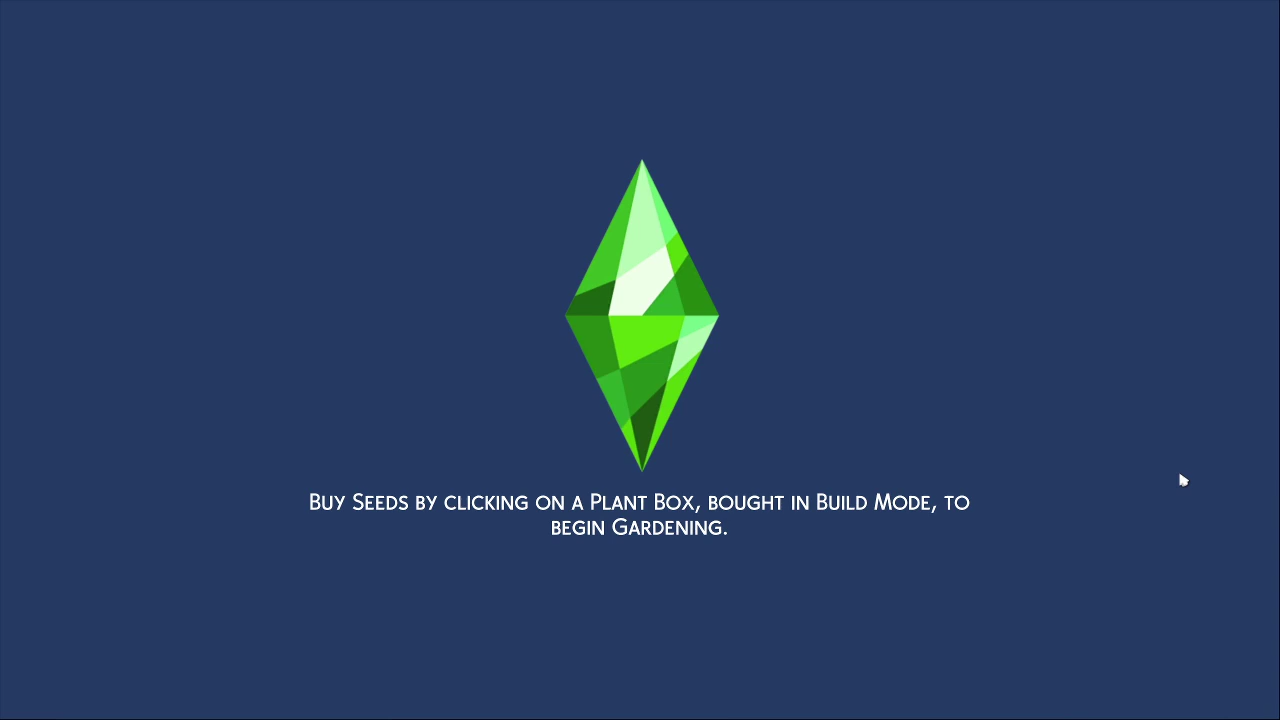 Buy Seeds by clicking on a Plant Box, bought in Build Mode, to
begin Gardening.